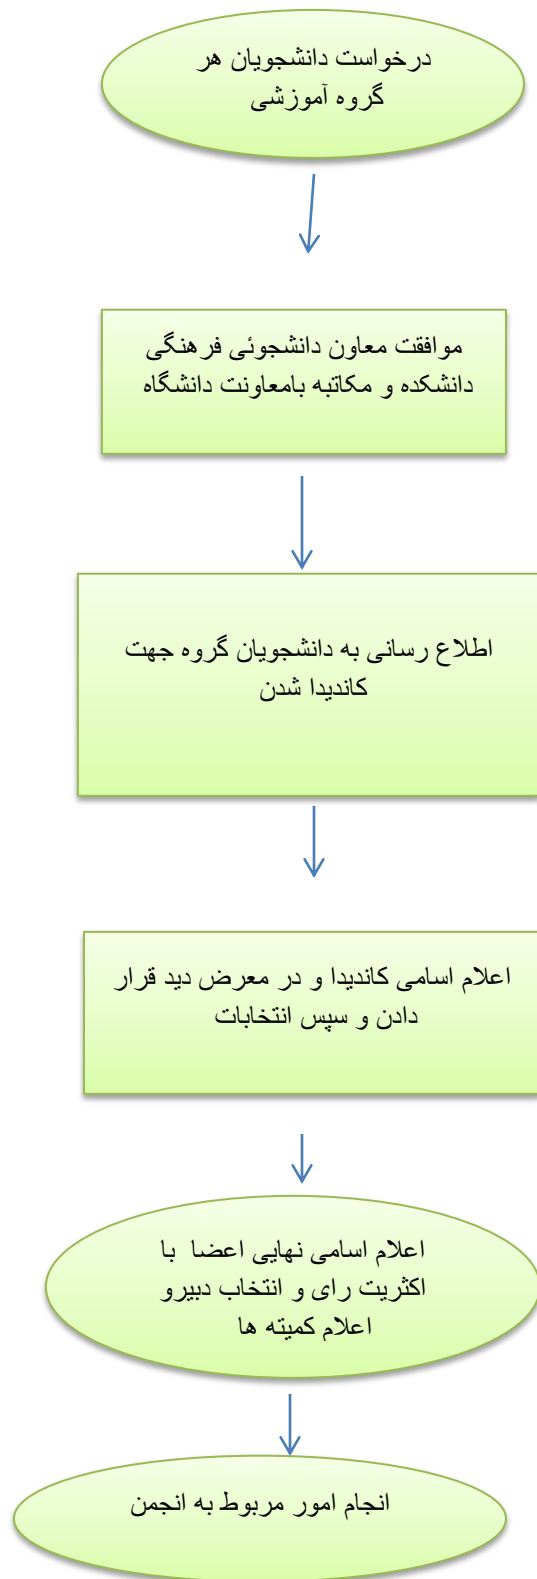 درخواست دانشجویان هر
گروه آموزشی
موافقت معاون دانشجوئی فرهنگی
دانشکده و مکاتبه بامعاونت دانشگاه
اطلاع رسانی به دانشجویان گروه جهت
کاندیدا شدن
اعلام اسامی کاندیدا و در معرض دید قرار
دادن و سپس انتخابات
اعلام اسامی نهایی اعضا با
اکثریت رای و انتخاب دبیرو
اعلام کمیته ها
انجام امور مربوط به انجمن